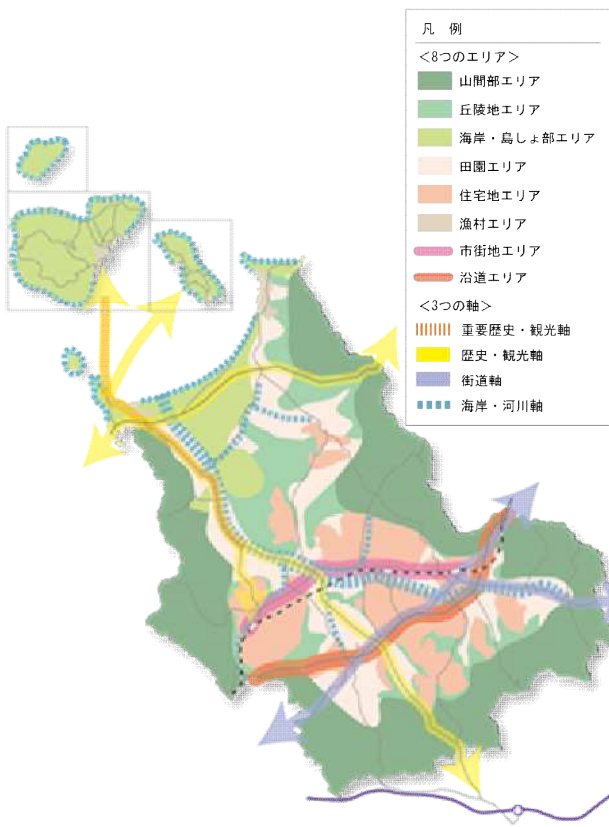 凡 例
<8つのエリア>
山間部エリア
丘陵地エリア
海岸・島しょ部エリア
田園エリア
住宅地エリア
漁村エリア
市街地エリア
沿道エリア
<3つの軸>
重要歴史・観光軸
歴史・観光軸
街道軸
海岸・河川軸